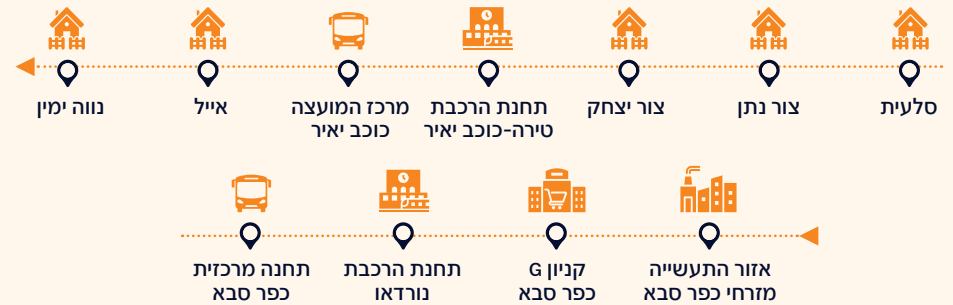 סלעית
צור נתן
צור יצחק
תחנת הרכבת
טירה-כוכב יאיר
מרכז המועצה
כוכב יאיר
אייל
נווה ימין
אזור התעשייה
מזרחי כפר סבא
קניון G
כפר סבא
תחנת הרכבת
נורדאו
תחנה מרכזית
כפר סבא